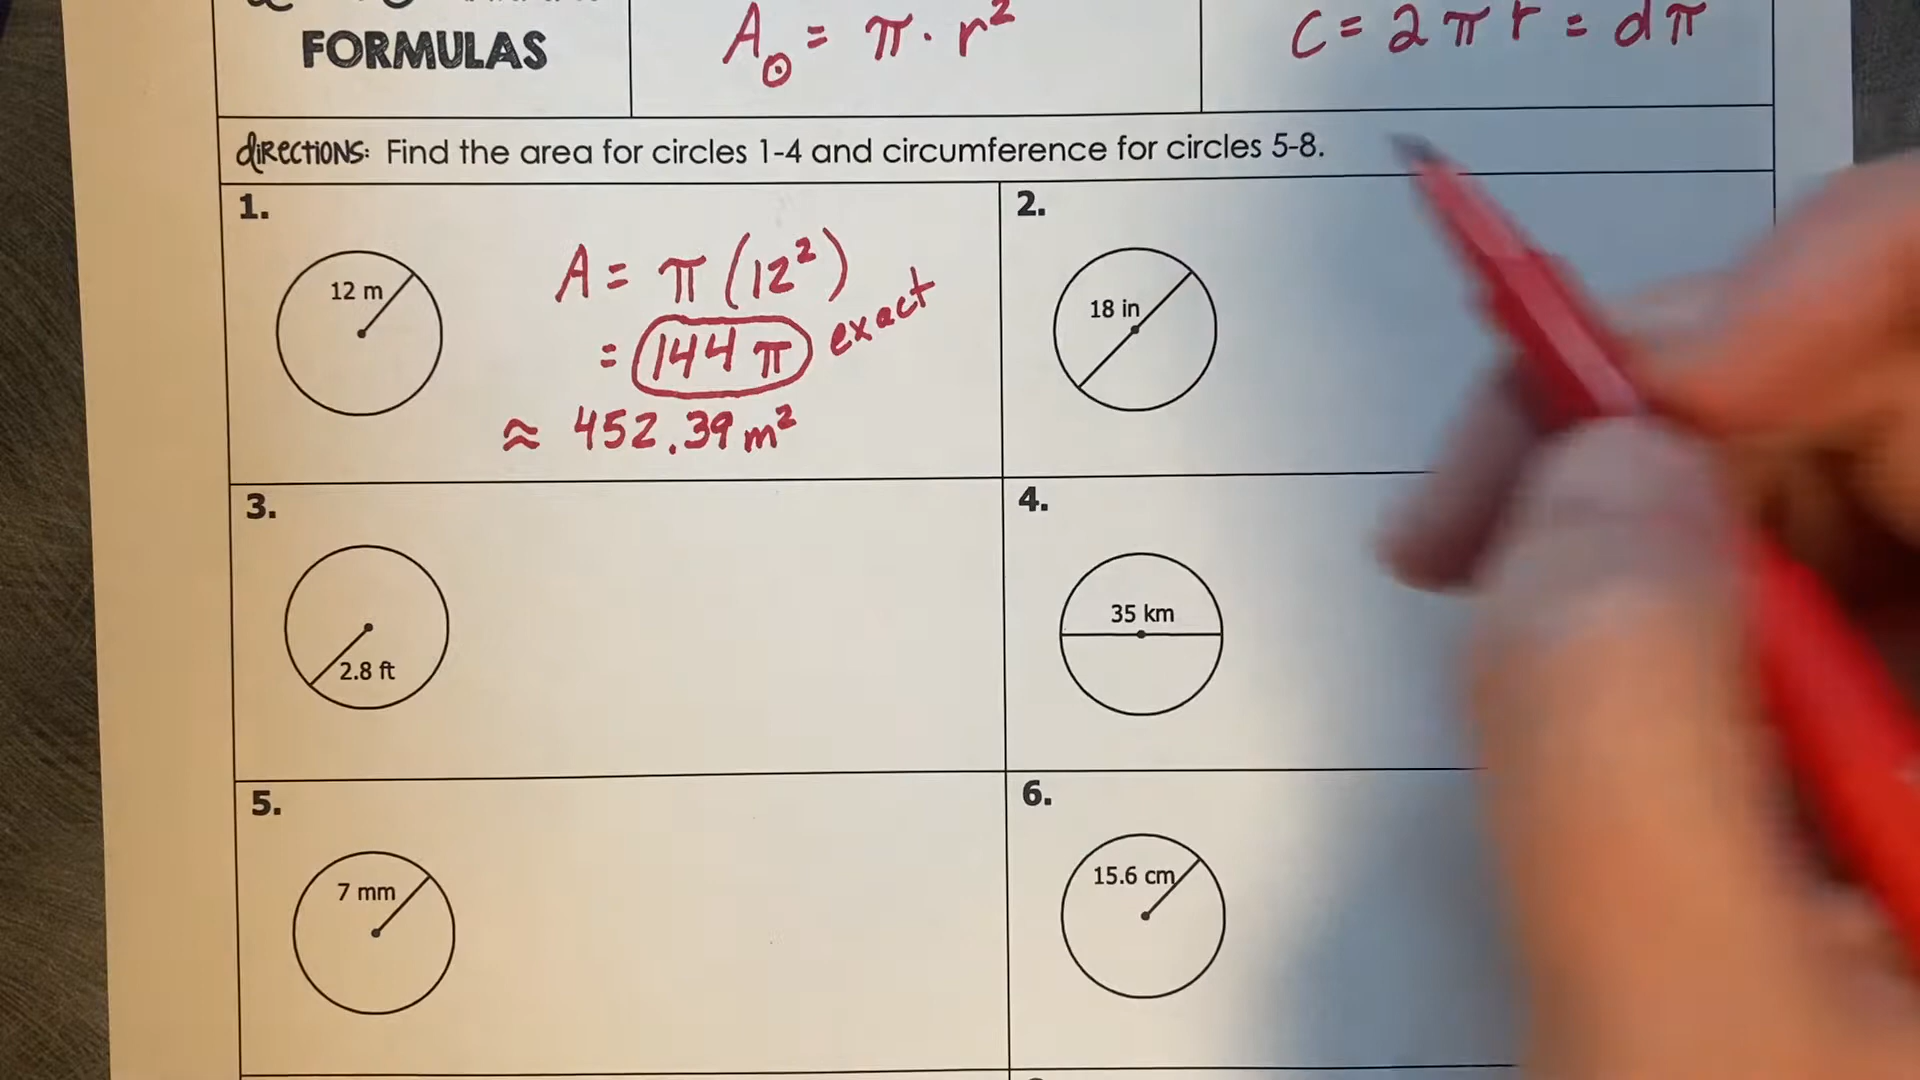 FORMULAS
A⊙ = π · r²
C = 2πr = dπ
DIRECTIONS: Find the area for circles 1-4 and circumference for circles 5-8.
1.
12 m
A = π(12²)
= 144π exact
≈ 452.39 m²
2.
18 in
3.
2.8 ft
4.
35 km
5.
7 mm
6.
15.6 cm